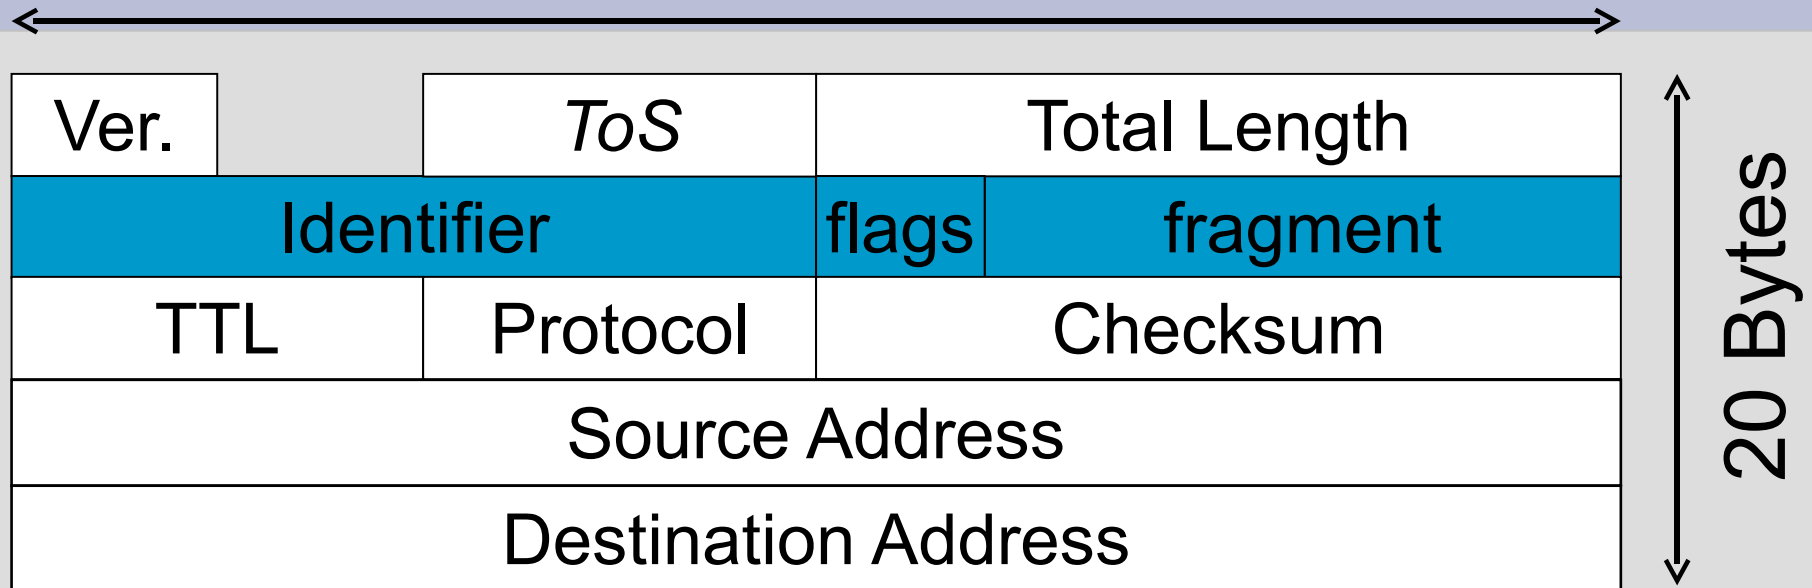 Ver. ToS Total Length
Identifier flags fragment
TTL Protocol Checksum
Source Address
Destination Address
20 Bytes